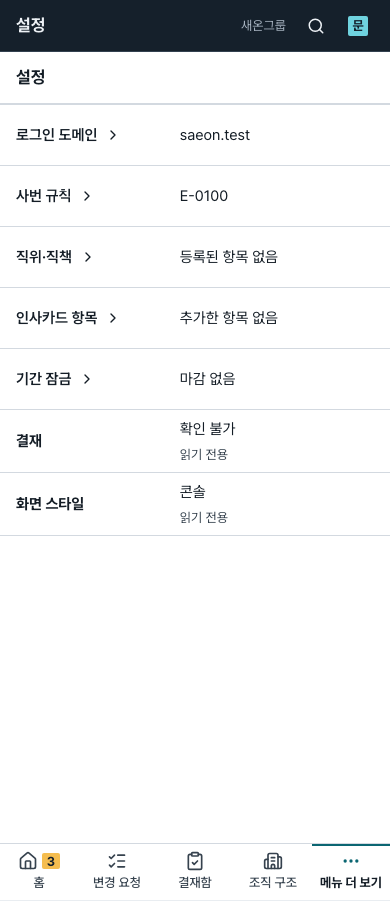 설정
새온그룹
문
설정
로그인 도메인
saeon.test
사번 규칙
E-0100
직위·직책
등록된 항목 없음
인사카드 항목
추가한 항목 없음
기간 잠금
마감 없음
결재
확인 불가
읽기 전용
화면 스타일
콘솔
읽기 전용
3
홈
변경 요청
결재함
조직 구조
메뉴 더 보기